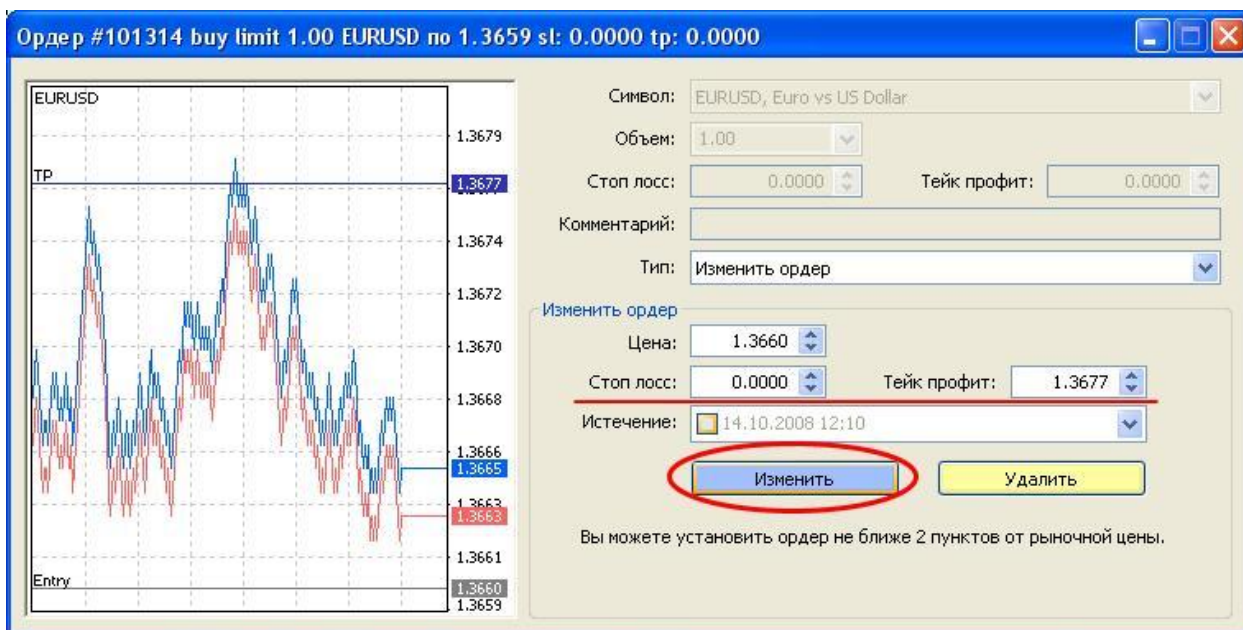 Ордер #101314 buy limit 1.00 EURUSD по 1.3659 sl: 0.0000 tp: 0.0000
EURUSD
TP
Entry
1.3679
1.3677
1.3674
1.3672
1.3670
1.3668
1.3666
1.3665
1.3663
1.3663
1.3661
1.3660
1.3659
Символ: EURUSD, Euro vs US Dollar
Объем: 1.00
Стоп лосс: 0.0000 Тейк профит: 0.0000
Комментарий:
Тип: Изменить ордер
Изменить ордер
Цена: 1.3660
Стоп лосс: 0.0000 Тейк профит: 1.3677
Истечение: 14.10.2008 12:10
Изменить Удалить
Вы можете установить ордер не ближе 2 пунктов от рыночной цены.